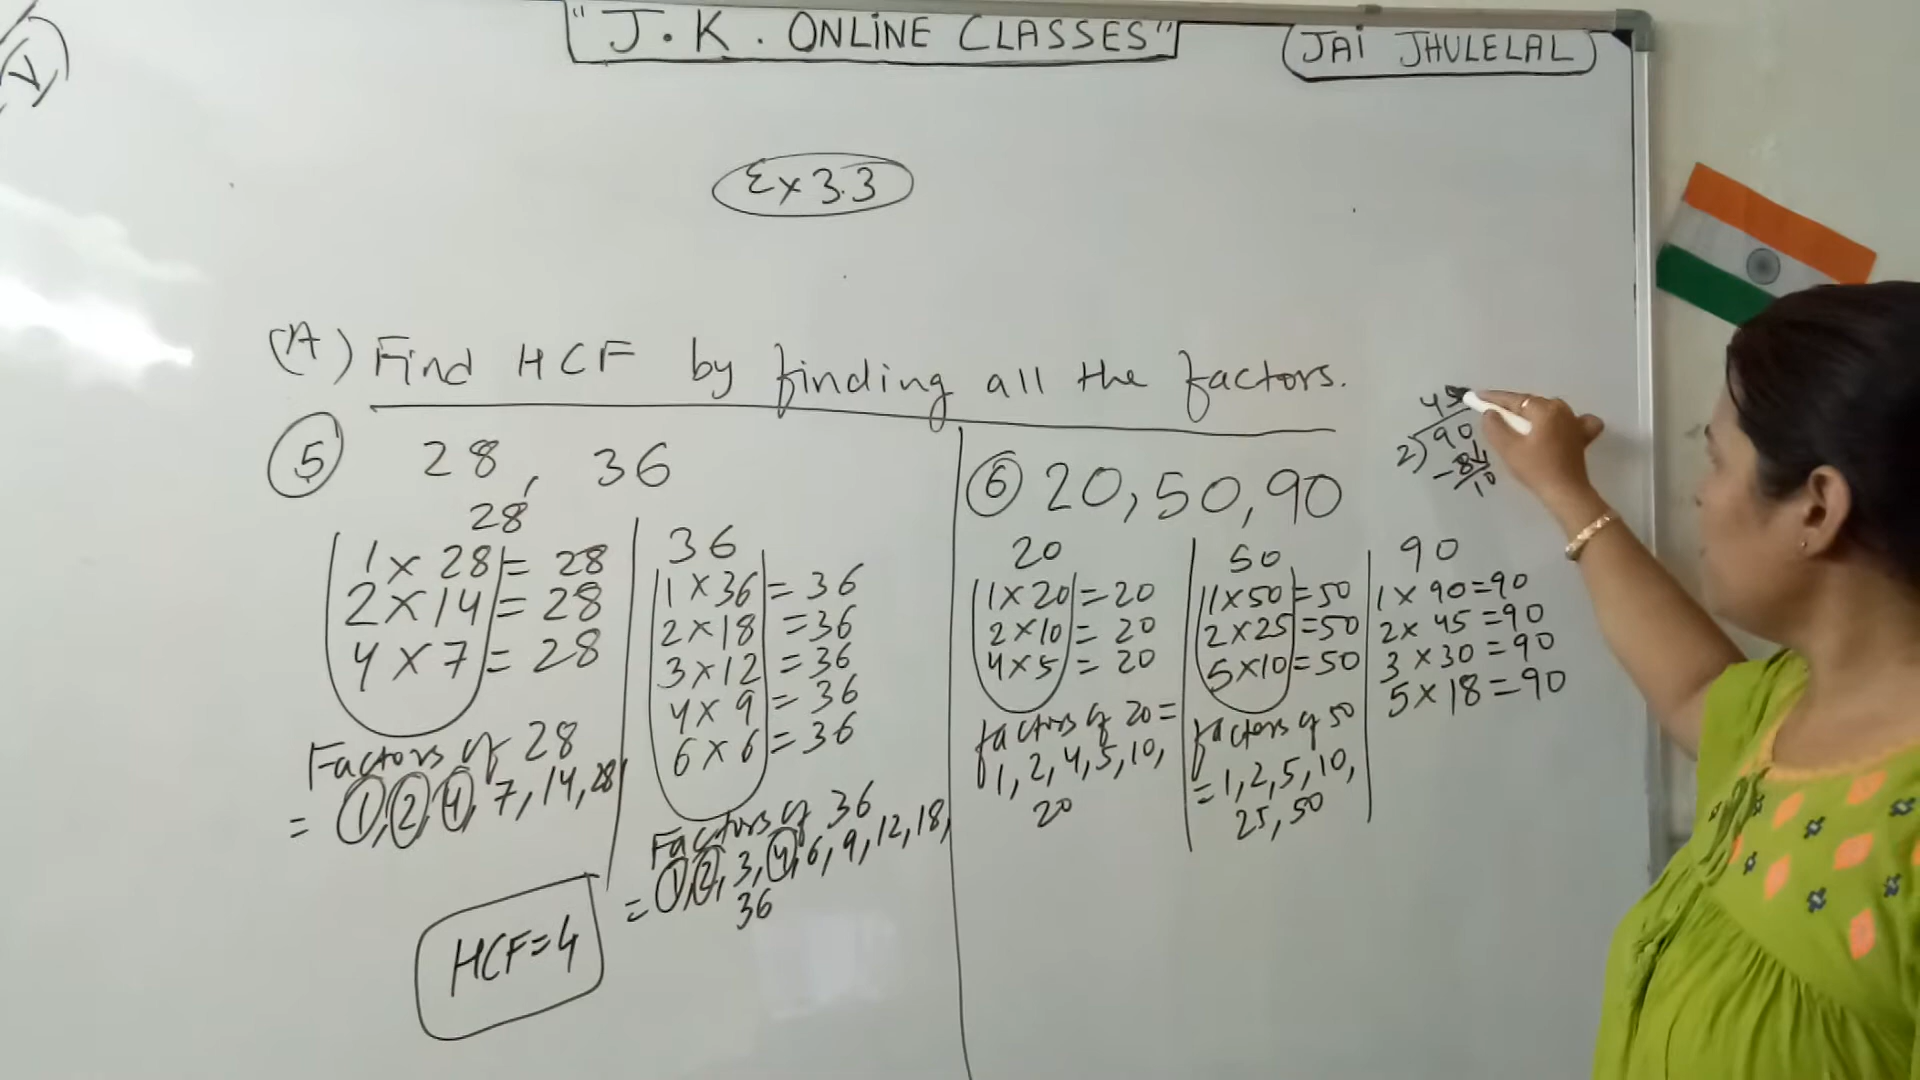 "J.K. ONLINE CLASSES"
JAI JHULELAL
Ex 3.3
(A) Find HCF by finding all the factors.
5 28, 36
28
1 x 28 = 28
2 x 14 = 28
4 x 7 = 28
Factors of 28
= 1, 2, 4, 7, 14, 28
36
1 x 36 = 36
2 x 18 = 36
3 x 12 = 36
4 x 9 = 36
6 x 6 = 36
Factors of 36
= 1, 2, 3, 4, 6, 9, 12, 18,
36
HCF=4
6 20, 50, 90
20
1 x 20 = 20
2 x 10 = 20
4 x 5 = 20
factors of 20 =
1, 2, 4, 5, 10,
20
50
1 x 50 = 50
2 x 25 = 50
5 x 10 = 50
factors of 50
= 1, 2, 5, 10,
25, 50
90
1 x 90 = 90
2 x 45 = 90
3 x 30 = 90
5 x 18 = 90
45
2)90
-8
10